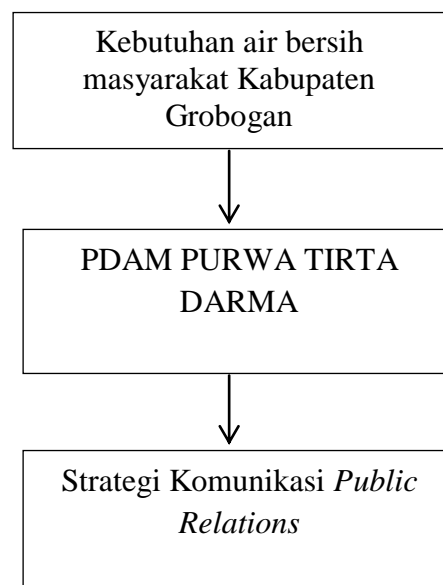 Kebutuhan air bersih
masyarakat Kabupaten
Grobogan
PDAM PURWA TIRTA
DARMA
Strategi Komunikasi Public
Relations